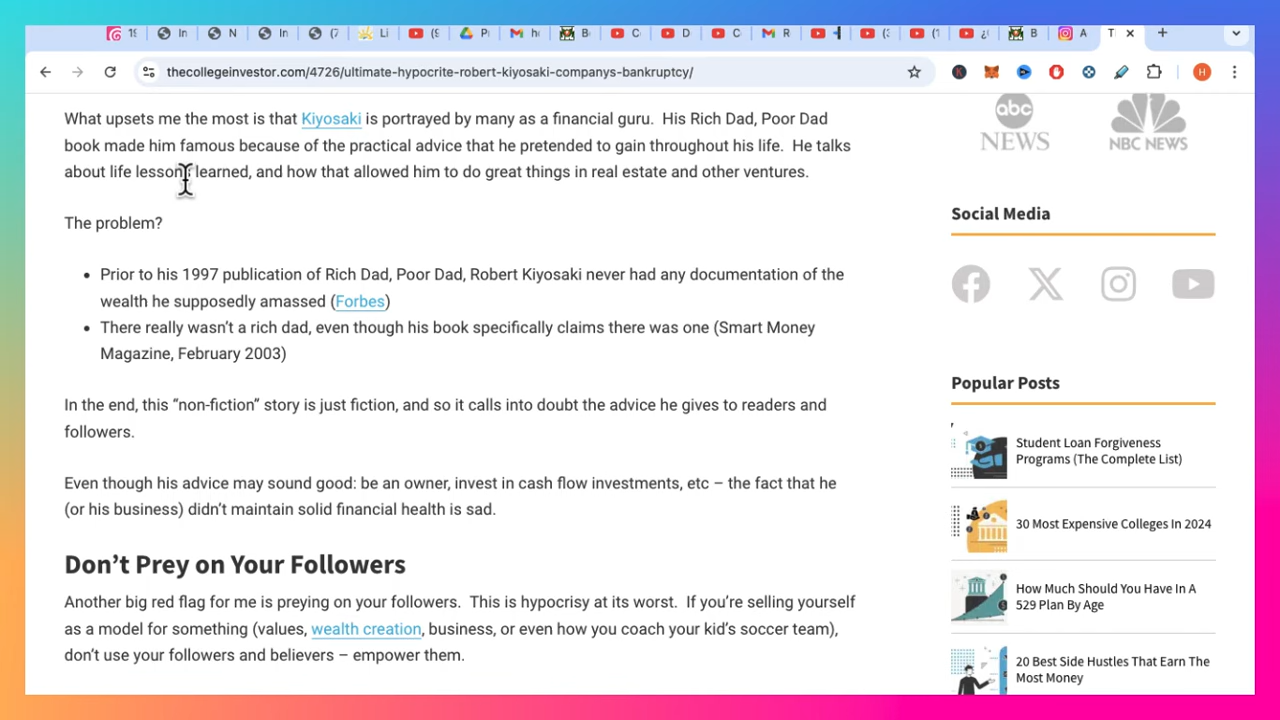 19
In
N
In
(7
Li
(9
Pi
he
B
C
D
C
R
(3
(1
B
A
T
thecollegeinvestor.com/4726/ultimate-hypocrite-robert-kiyosaki-companys-bankruptcy/
H
What upsets me the most is that Kiyosaki is portrayed by many as a financial guru. His Rich Dad, Poor Dad
book made him famous because of the practical advice that he pretended to gain throughout his life. He talks
about life lessons learned, and how that allowed him to do great things in real estate and other ventures.
The problem?
• Prior to his 1997 publication of Rich Dad, Poor Dad, Robert Kiyosaki never had any documentation of the
wealth he supposedly amassed (Forbes)
• There really wasn't a rich dad, even though his book specifically claims there was one (Smart Money
Magazine, February 2003)
In the end, this “non-fiction” story is just fiction, and so it calls into doubt the advice he gives to readers and
followers.
Even though his advice may sound good: be an owner, invest in cash flow investments, etc – the fact that he
(or his business) didn't maintain solid financial health is sad.
Don’t Prey on Your Followers
Another big red flag for me is preying on your followers. This is hypocrisy at its worst. If you’re selling yourself
as a model for something (values, wealth creation, business, or even how you coach your kid’s soccer team),
don’t use your followers and believers – empower them.
abc
NEWS
NBC NEWS
Social Media
Popular Posts
Student Loan Forgiveness
Programs (The Complete List)
30 Most Expensive Colleges In 2024
How Much Should You Have In A
529 Plan By Age
20 Best Side Hustles That Earn The
Most Money